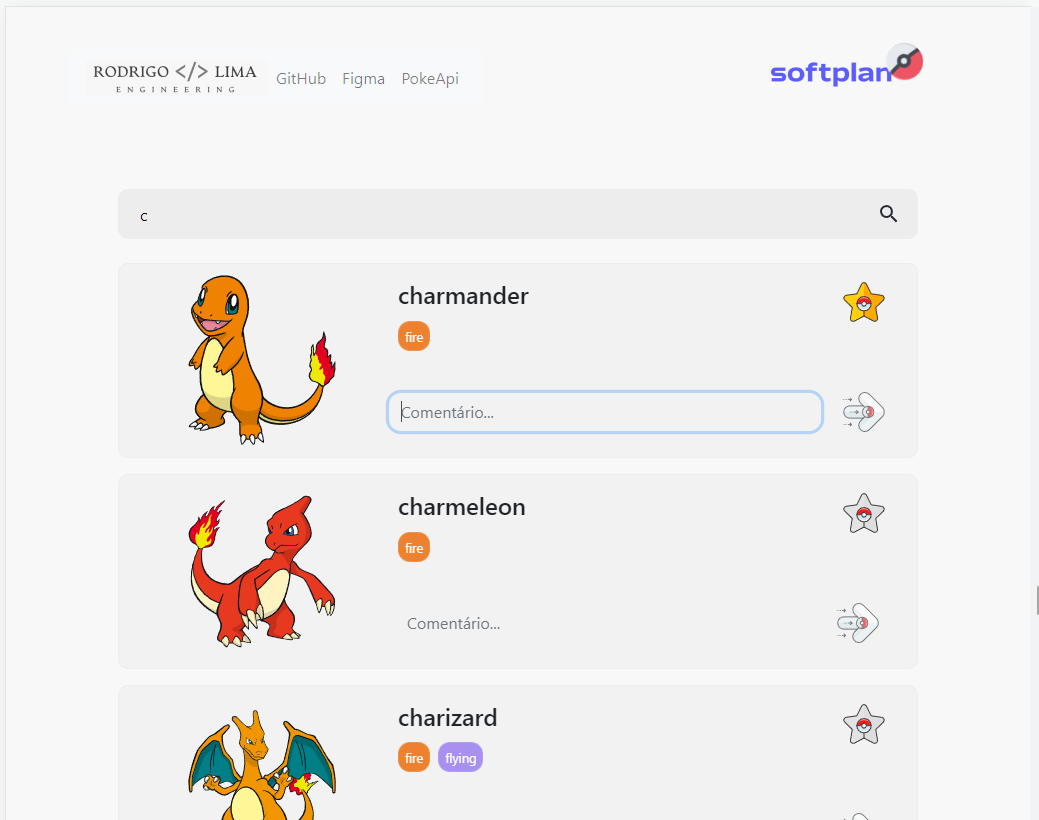 RODRIGO </> LIMA
ENGINEERING
GitHub Figma PokeApi
softplan
c
charmander
fire
Comentário...
charmeleon
fire
Comentário...
charizard
fire flying